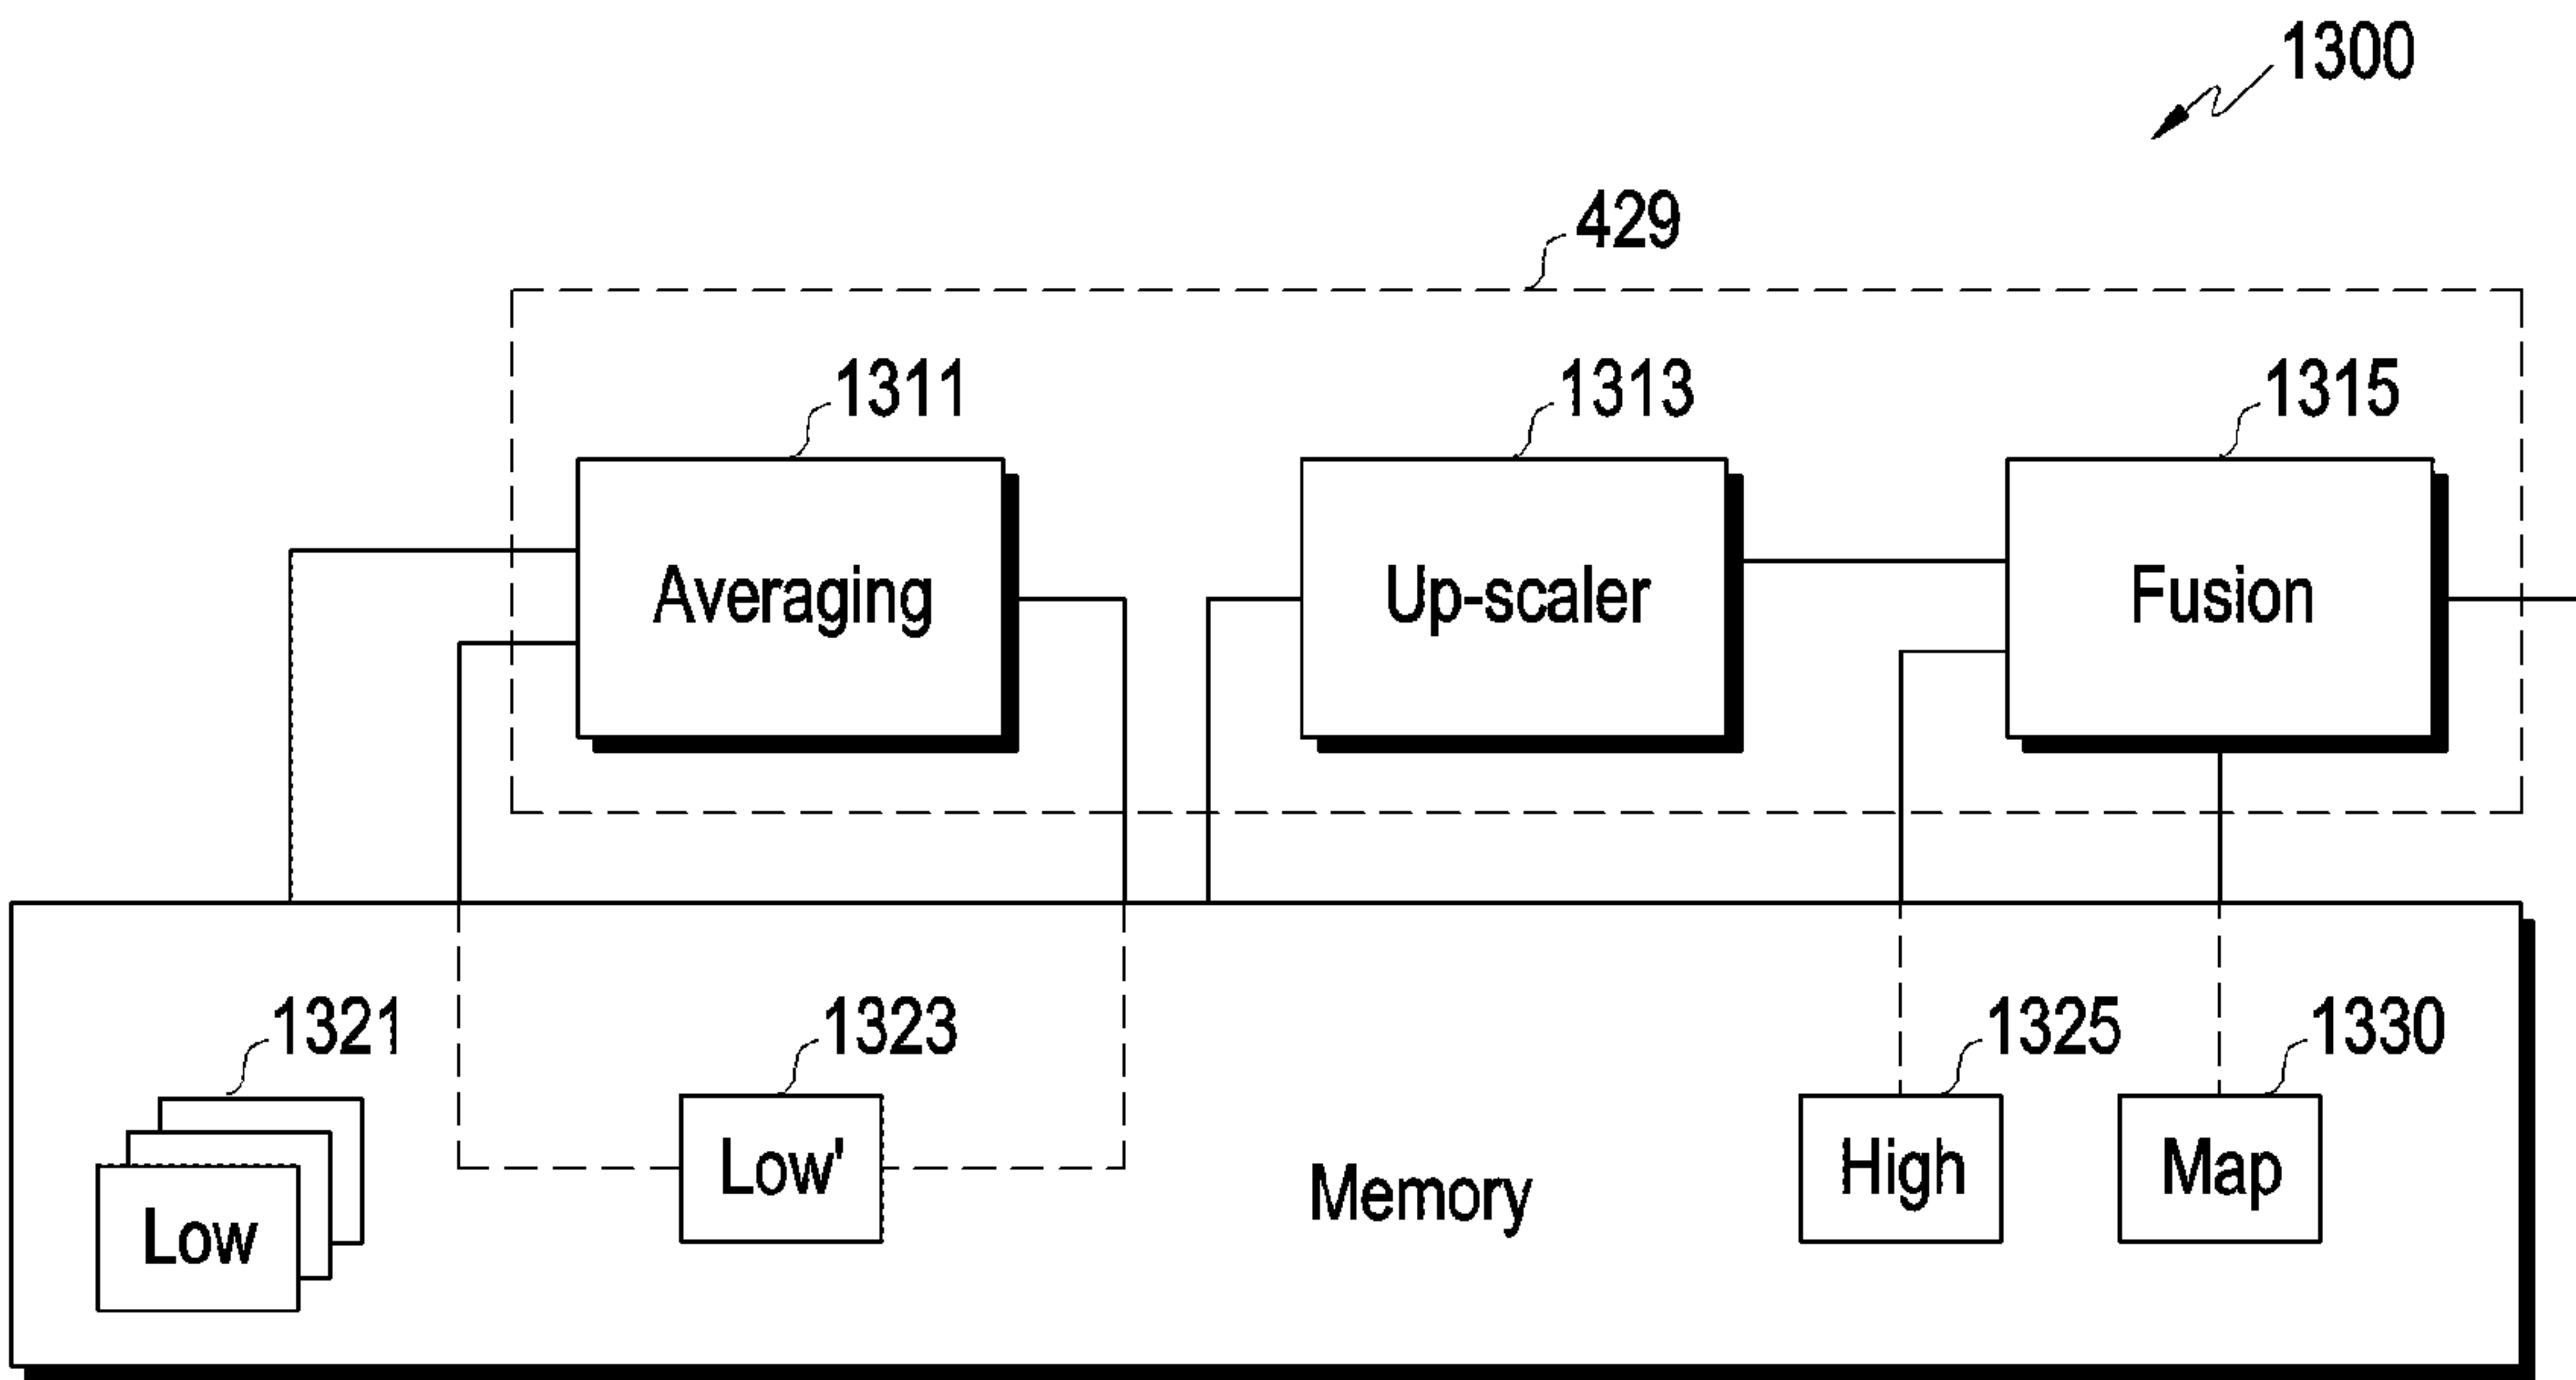 1300
429
1311
1313
1315
Averaging
Up-scaler
Fusion
1321
1323
1325
1330
Low
Low'
High
Map
Memory